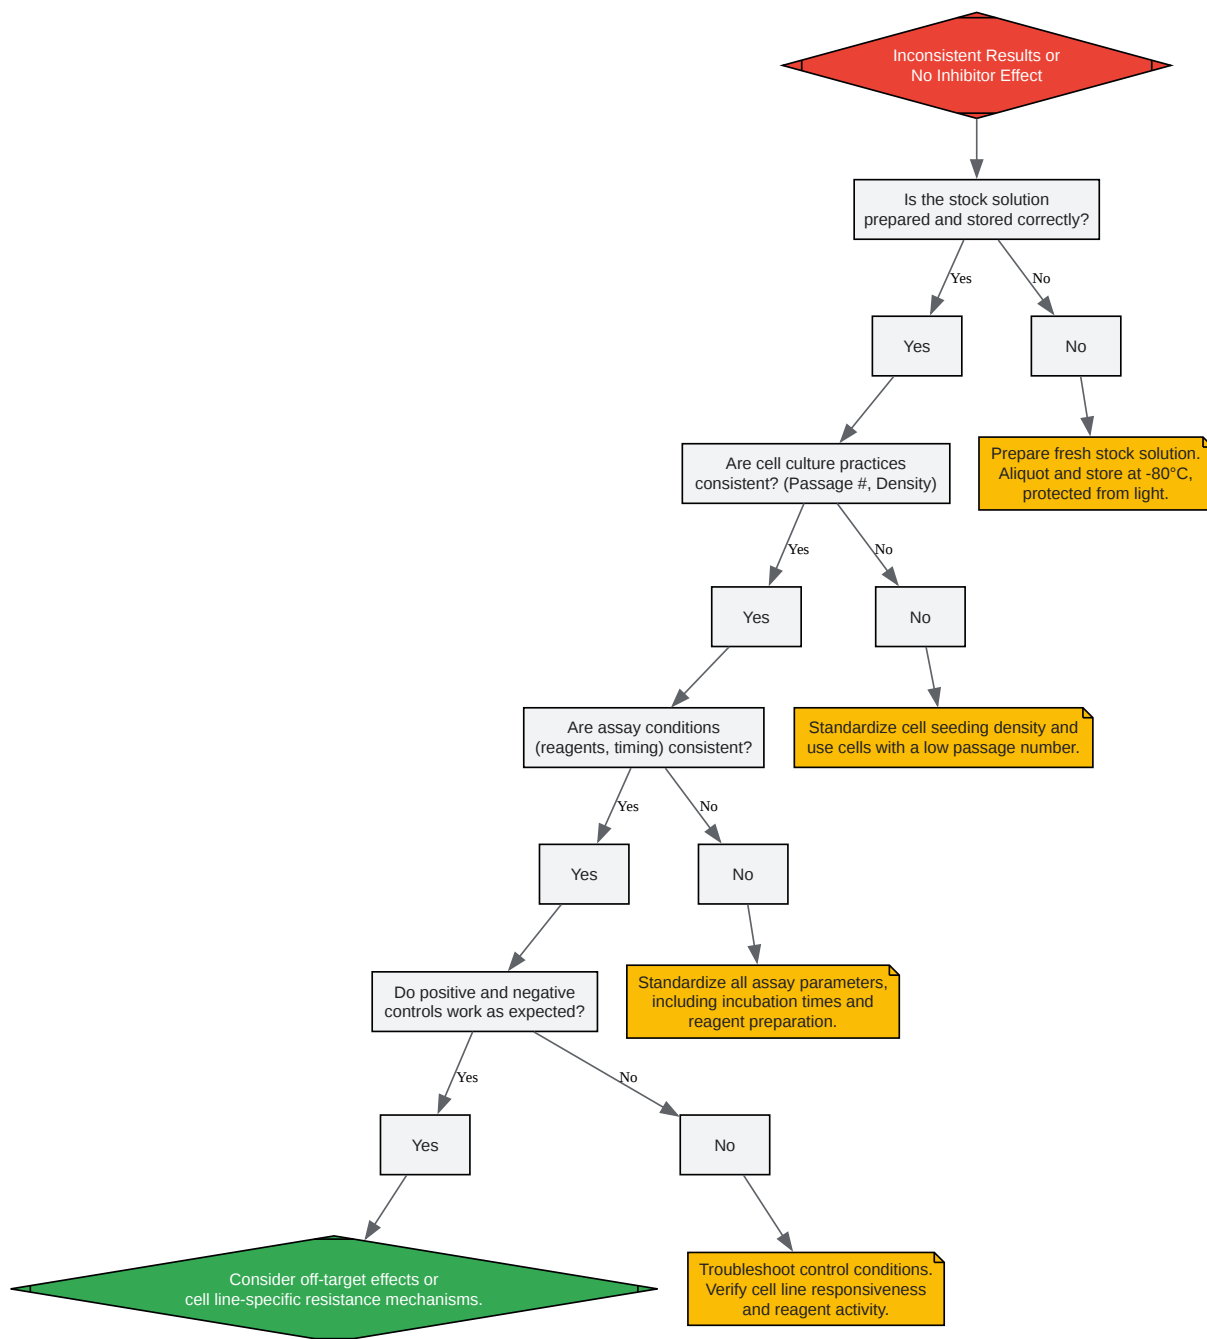 Inconsistent Results or
No Inhibitor Effect
Is the stock solution
prepared and stored correctly?
Yes
No
Yes
No
Are cell culture practices
consistent? (Passage #, Density)
Prepare fresh stock solution.
Aliquot and store at -80°C,
protected from light.
Yes
No
Yes
No
Are assay conditions
(reagents, timing) consistent?
Standardize cell seeding density and
use cells with a low passage number.
Yes
No
Yes
No
Do positive and negative
controls work as expected?
Standardize all assay parameters,
including incubation times and
reagent preparation.
Yes
No
Yes
No
Consider off-target effects or
cell line-specific resistance mechanisms.
Troubleshoot control conditions.
Verify cell line responsiveness
and reagent activity.